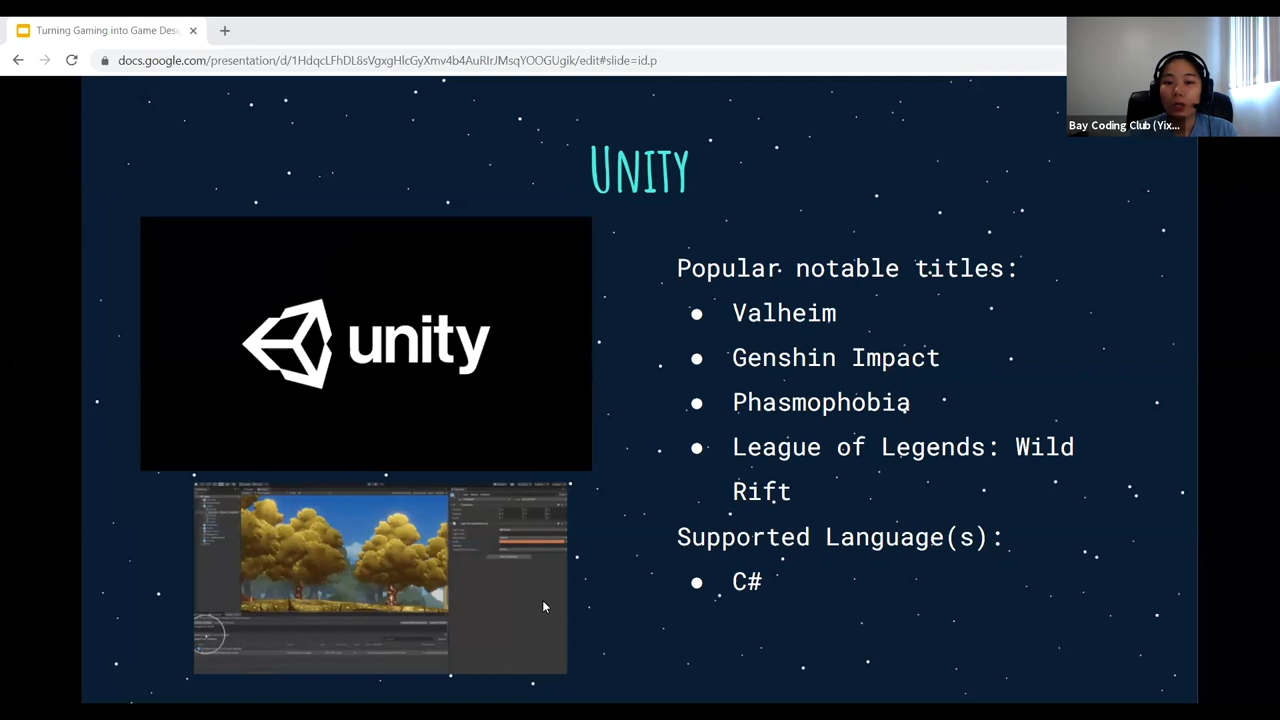 Turning Gaming into Game Desi
docs.google.com/presentation/d/1HdqcLFhDL8sVgxgHlcGyXmv4b4AuRIrJMsqYOOGUgik/edit#slide=id.p
Bay Coding Club (Yix...
UNITY
unity
Popular notable titles:
● Valheim
● Genshin Impact
● Phasmophobia
● League of Legends: Wild
Rift
Supported Language(s):
● C#